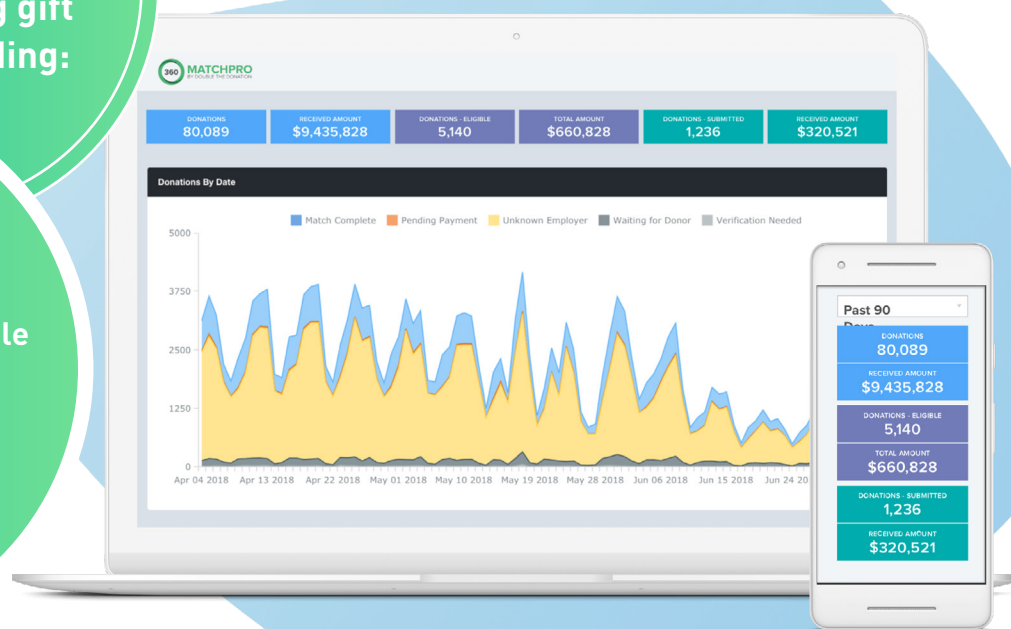 g gift
ling:
le
360 MATCHPRO
BY DOUBLE THE DONATION
DONATIONS
80,089
RECEIVED AMOUNT
$9,435,828
DONATIONS - ELIGIBLE
5,140
TOTAL AMOUNT
$660,828
DONATIONS - SUBMITTED
1,236
RECEIVED AMOUNT
$320,521
Donations By Date
Match Complete Pending Payment Unknown Employer Waiting for Donor Verification Needed
5000
3750
2500
1250
0
Apr 04 2018 Apr 13 2018 Apr 22 2018 May 01 2018 May 10 2018 May 19 2018 May 28 2018 Jun 06 2018 Jun 15 2018 Jun 24 20
Past 90
DONATIONS
80,089
RECEIVED AMOUNT
$9,435,828
DONATIONS - ELIGIBLE
5,140
TOTAL AMOUNT
$660,828
DONATIONS - SUBMITTED
1,236
RECEIVED AMOUNT
$320,521